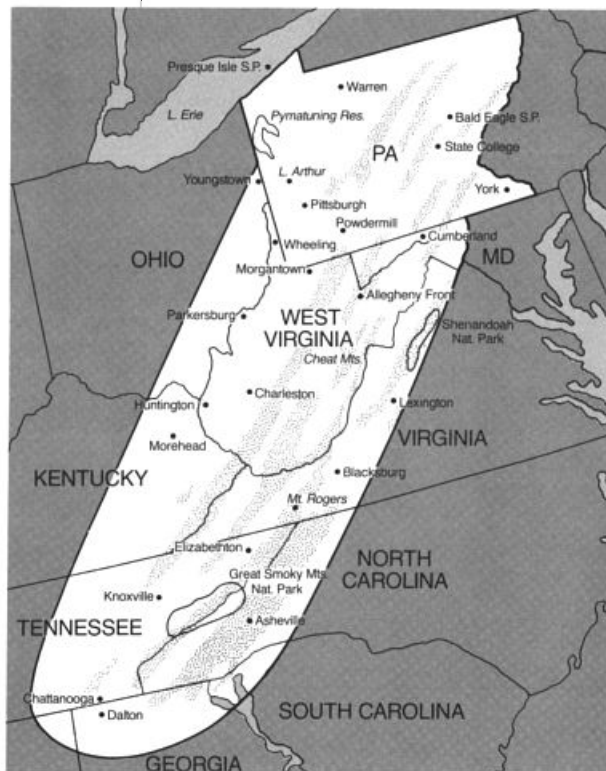 Presque Isle S.P.
Warren
L. Erie
Pymatuning Res.
Bald Eagle S.P.
PA
State College
L. Arthur
Youngstown
York
Pittsburgh
Powdermill
Cumberland
Wheeling
OHIO
MD
Morgantown
Allegheny Front
Parkersburg
WEST
VIRGINIA
Shenandoah
Nat. Park
Cheat Mts.
Charleston
Huntington
Lexington
Morehead
VIRGINIA
KENTUCKY
Blacksburg
Mt. Rogers
Elizabethton
NORTH
CAROLINA
Great Smoky Mts.
Nat. Park
Knoxville
TENNESSEE
Asheville
Chattanooga
Dalton
SOUTH CAROLINA
GEORGIA